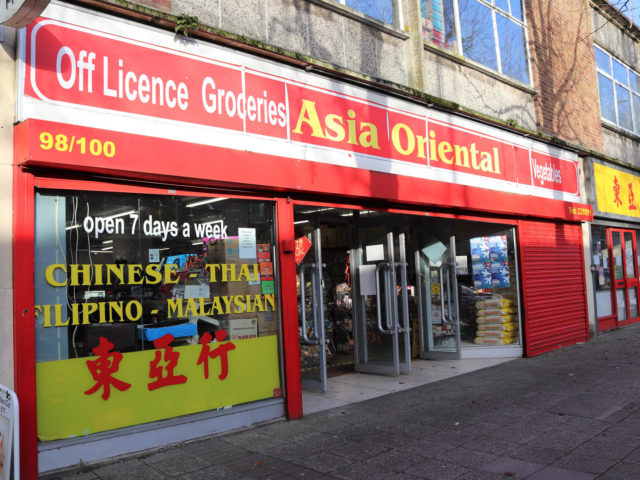 Off Licence Groceries Asia Oriental Vegetables
98/100
open 7 days a week
CHINESE - THAI
FILIPINO - MALAYSIAN
東亞行
東亞